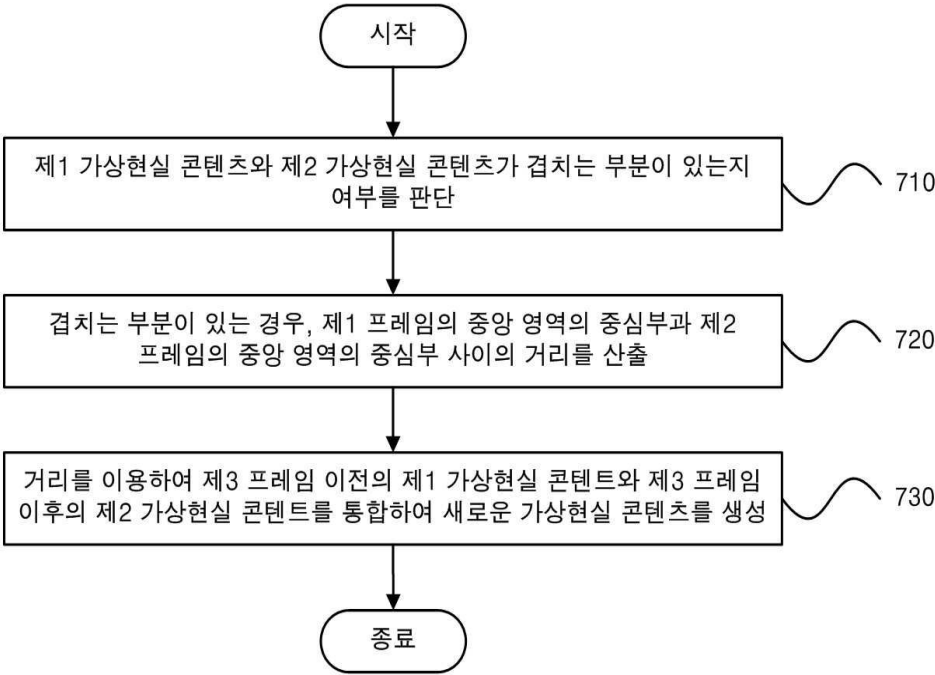 시작
제1 가상현실 콘텐츠와 제2 가상현실 콘텐츠가 겹치는 부분이 있는지
여부를 판단
710
겹치는 부분이 있는 경우, 제1 프레임의 중앙 영역의 중심부과 제2
프레임의 중앙 영역의 중심부 사이의 거리를 산출
720
거리를 이용하여 제3 프레임 이전의 제1 가상현실 콘텐트와 제3 프레임
이후의 제2 가상현실 콘텐트를 통합하여 새로운 가상현실 콘텐츠를 생성
730
종료